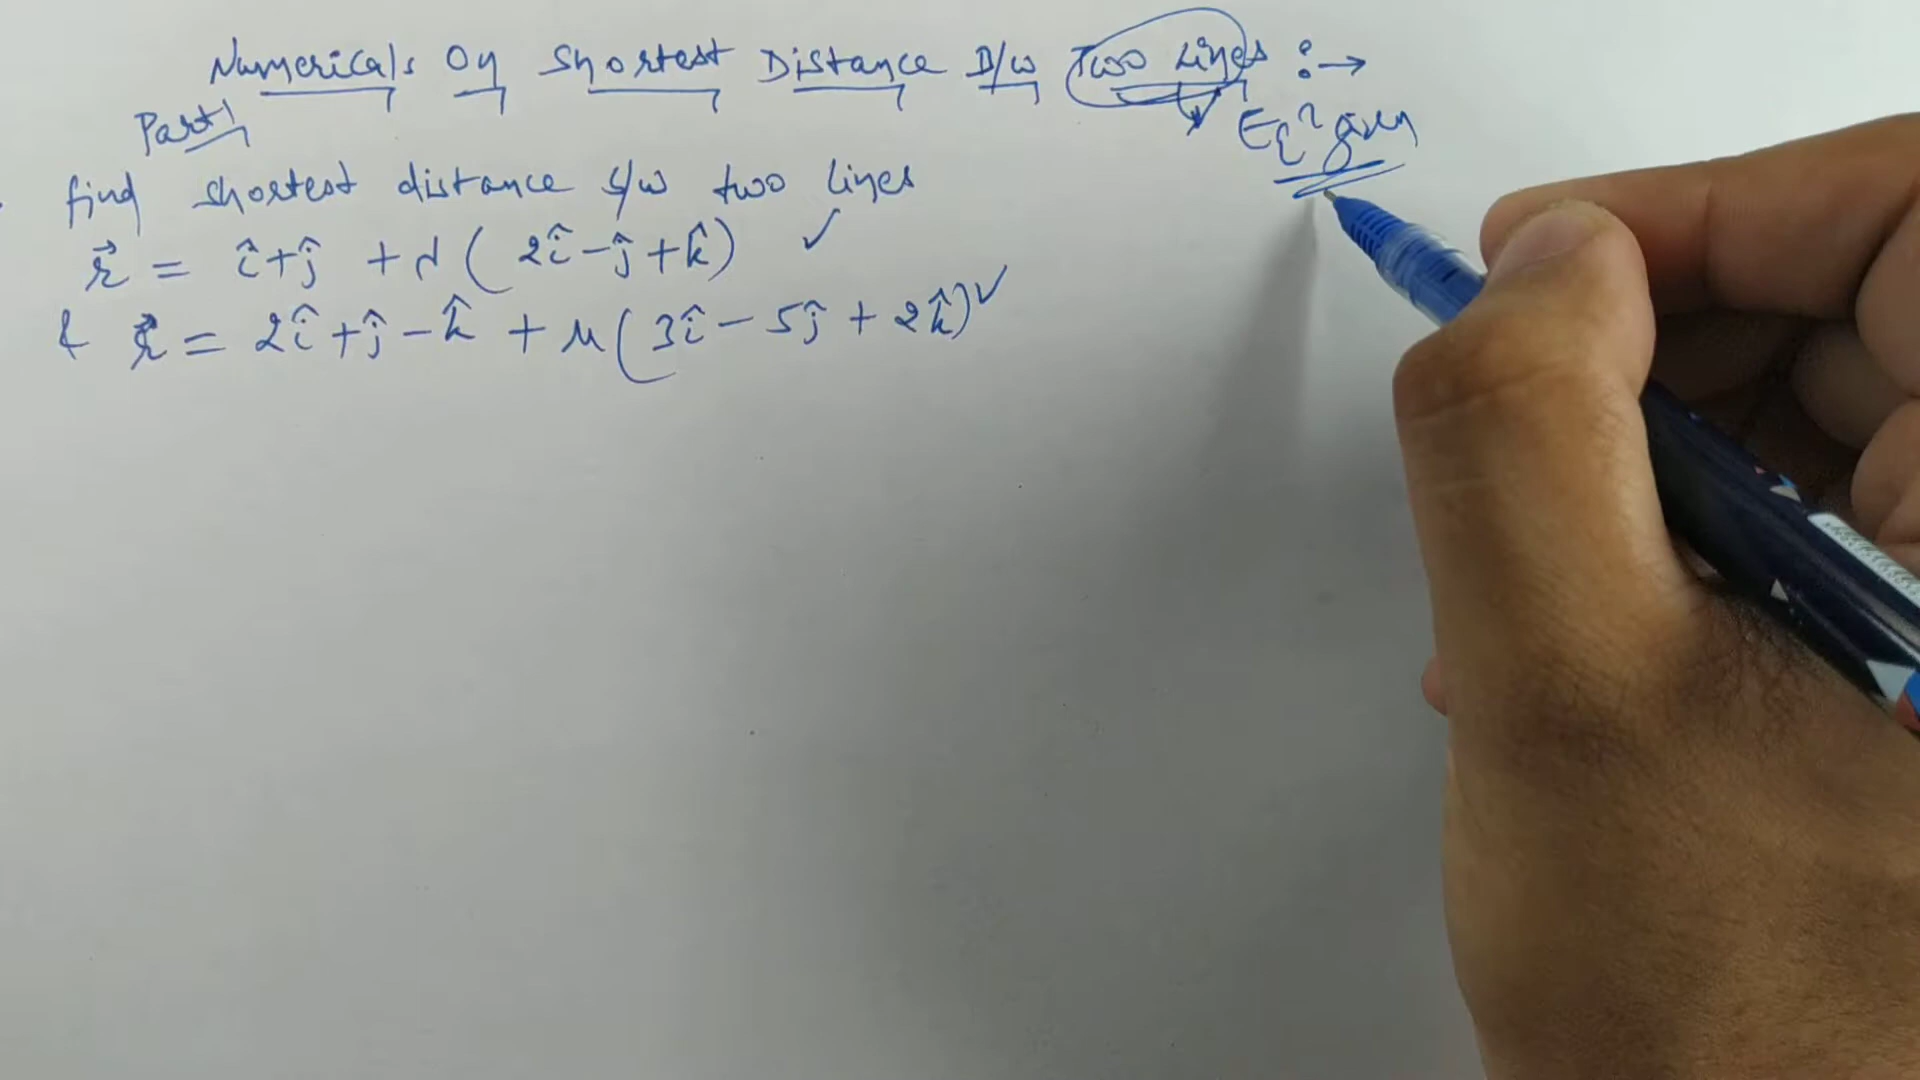 Numericals On Shortest Distance B/w Two Lines :→
Part 1
Eqⁿ given
find shortest distance b/w two lines
r⃗ = î+ĵ + λ ( 2î-ĵ+k̂) ✓
& r⃗ = 2î+ĵ-k̂ + μ(3î-5ĵ+2k̂) ✓